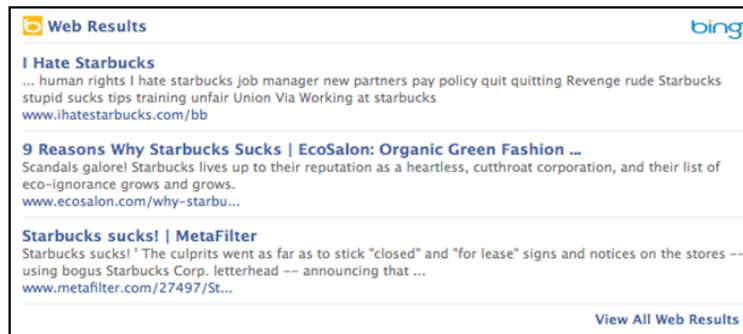 b Web Results bing
I Hate Starbucks
... human rights I hate starbucks job manager new partners pay policy quit quitting Revenge rude Starbucks
stupid sucks tips training unfair Union Via Working at starbucks
www.ihatestarbucks.com/bb
9 Reasons Why Starbucks Sucks | EcoSalon: Organic Green Fashion ...
Scandals galore! Starbucks lives up to their reputation as a heartless, cutthroat corporation, and their list of
eco-ignorance grows and grows.
www.ecosalon.com/why-starbu...
Starbucks sucks! | MetaFilter
Starbucks sucks! ' The culprits went as far as to stick "closed" and "for lease" signs and notices on the stores --
using bogus Starbucks Corp. letterhead -- announcing that ...
www.metafilter.com/27497/St...
View All Web Results